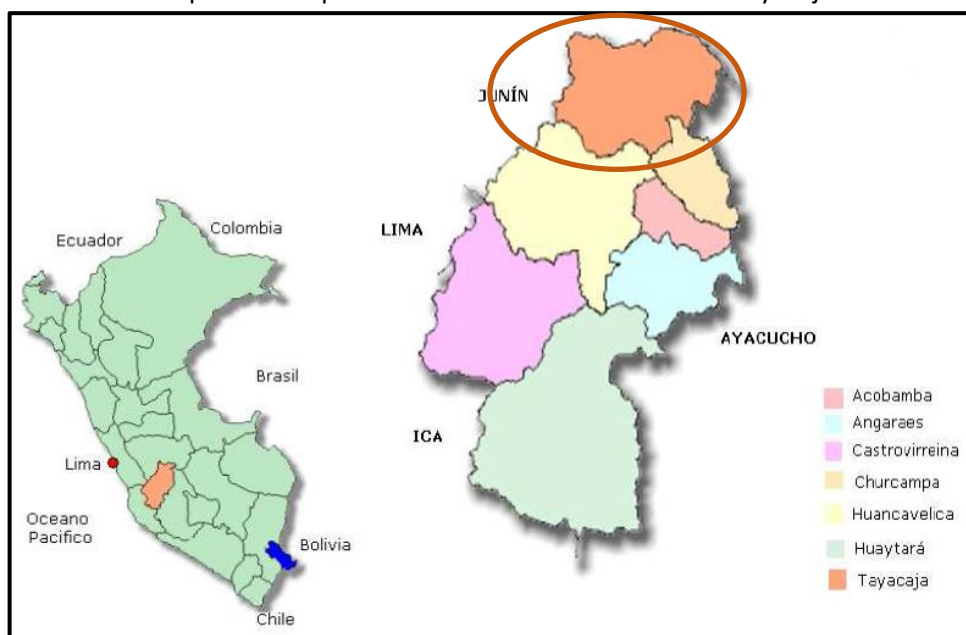 Ecuador
Colombia
Brasil
Lima
Oceano
Pacifico
Bolivia
Chile
JUNÍN
LIMA
AYACUCHO
ICA
Acobamba
Angaraes
Castrovirreina
Churcampa
Huancavelica
Huaytará
Tayacaja